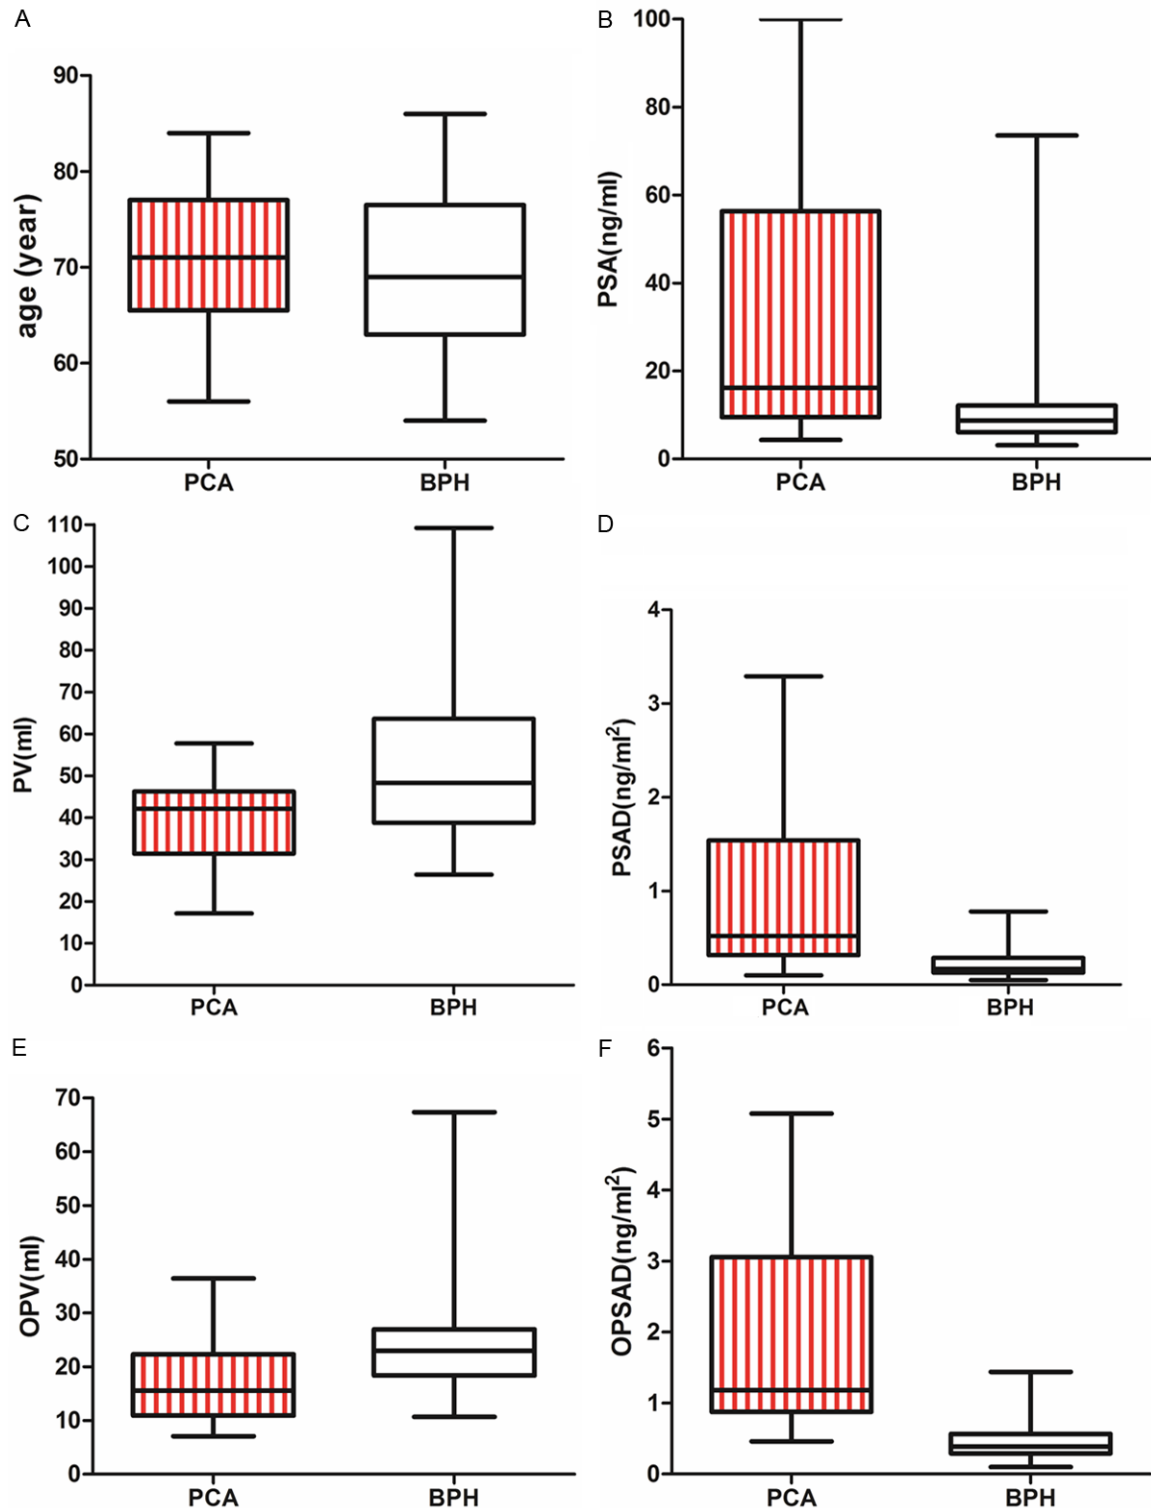 A
age (year)
90
80
70
60
50
PCA
BPH
B
PSA(ng/ml)
100
80
60
40
20
0
PCA
BPH
C
PV(ml)
110
100
90
80
70
60
50
40
30
20
10
0
PCA
BPH
D
PSAD(ng/ml²)
4
3
2
1
0
PCA
BPH
E
OPV(ml)
70
60
50
40
30
20
10
0
PCA
BPH
F
OPSAD(ng/ml²)
6
5
4
3
2
1
0
PCA
BPH